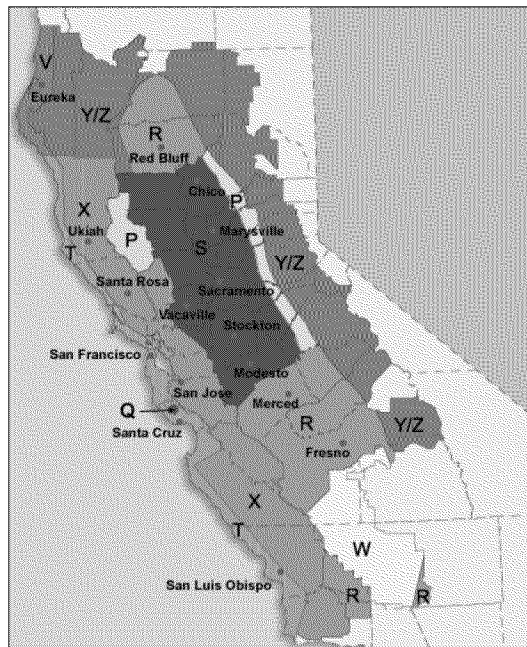 V
Eureka
Y/Z
R
Red Bluff
Chico
P
X
Ukiah
P
Marysville
T
S
Y/Z
Santa Rosa
Sacramento
Vacaville
Stockton
San Francisco
Modesto
San Jose
Merced
Q
R
Y/Z
Santa Cruz
Fresno
X
T
W
San Luis Obispo
R
R